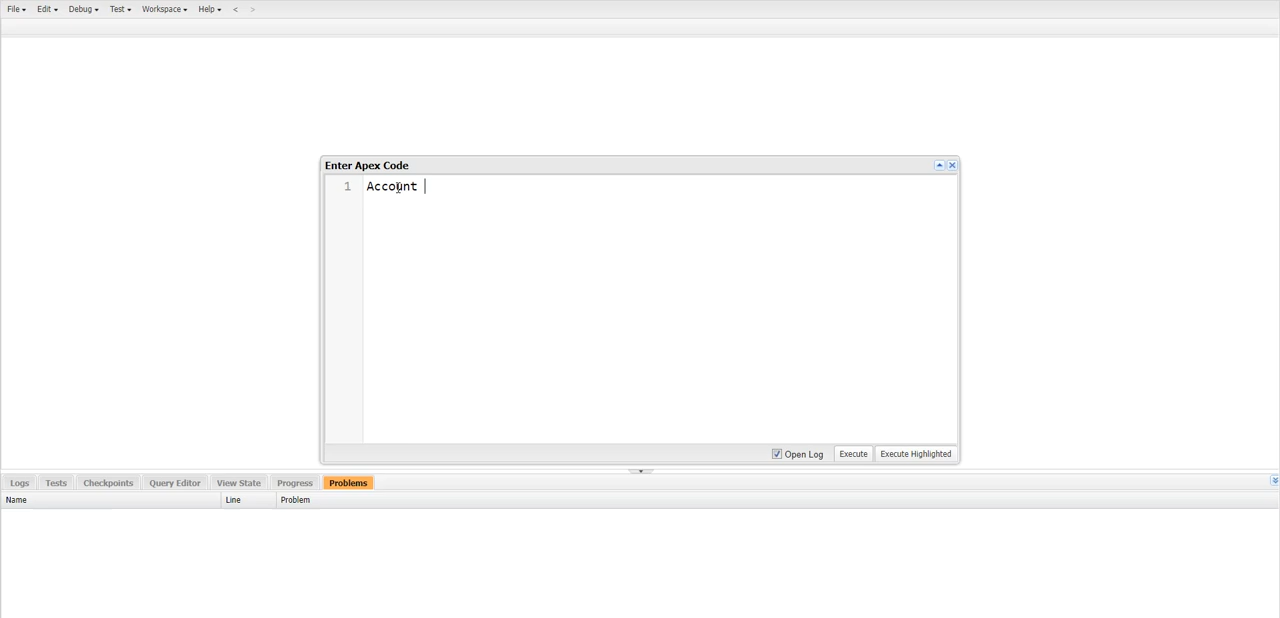 File Edit Debug Test Workspace Help < >
Enter Apex Code
1 Account
Open Log Execute Execute Highlighted
Logs Tests Checkpoints Query Editor View State Progress Problems
Name Line Problem